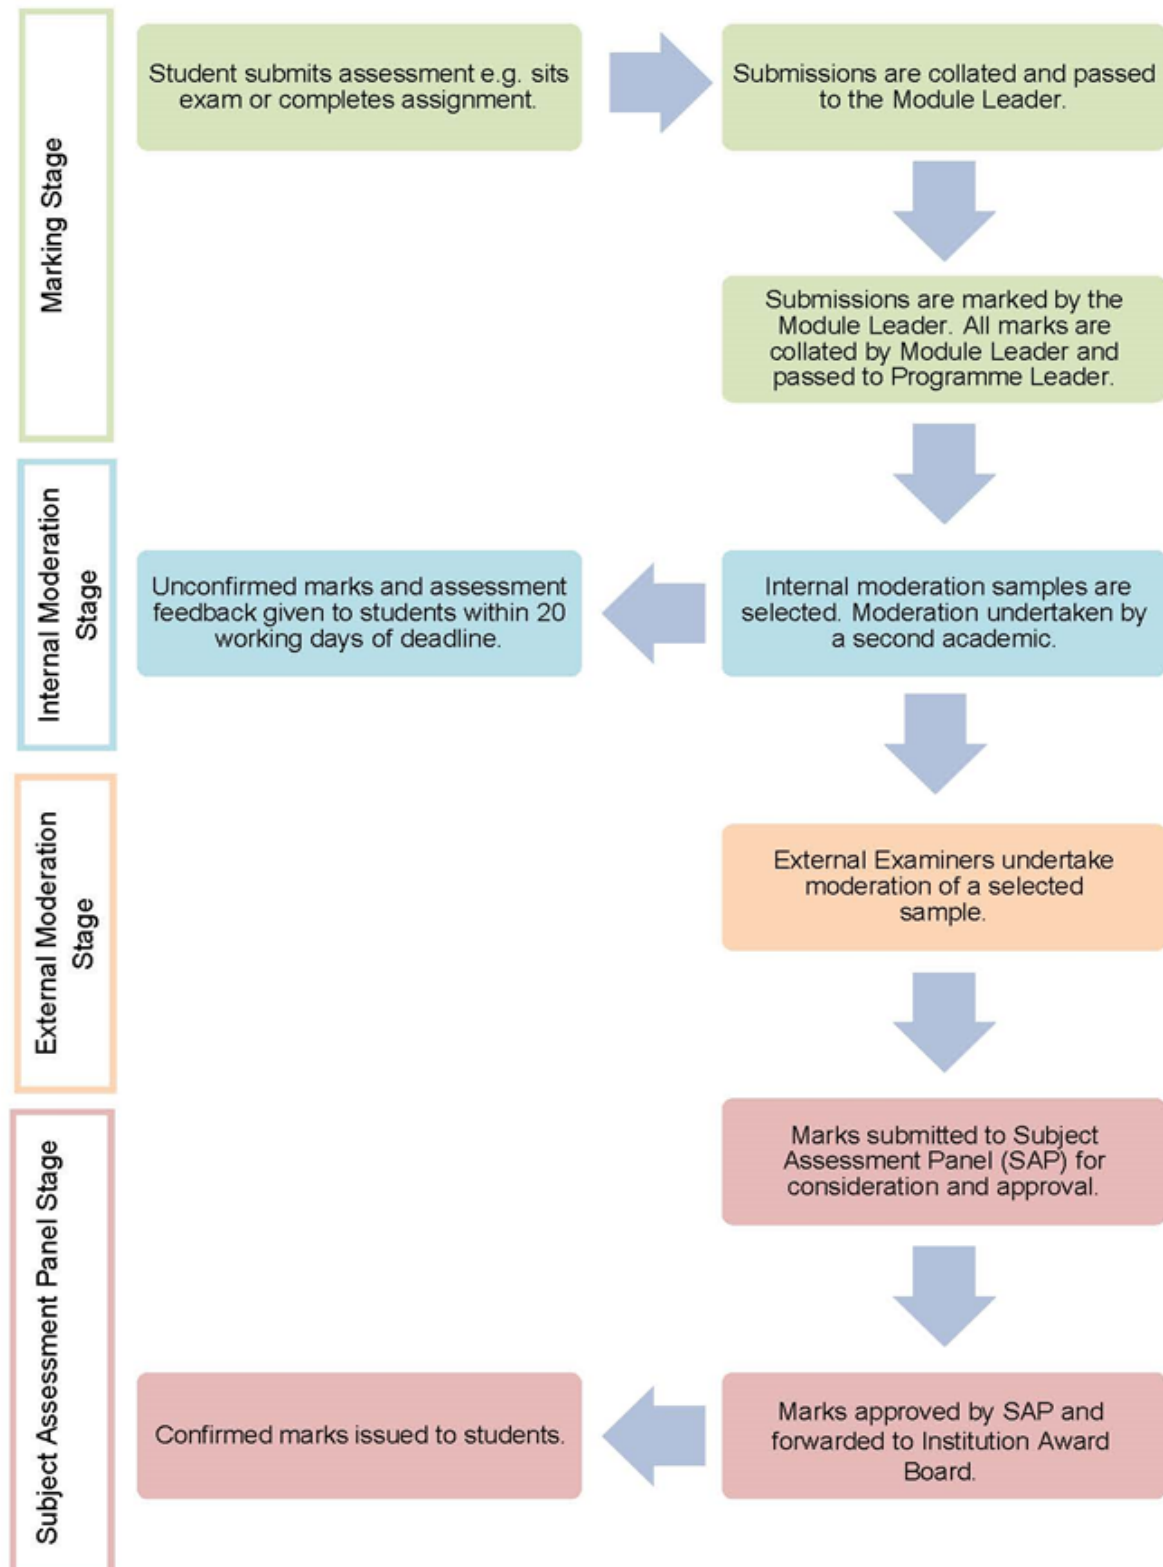 Marking Stage
Student submits assessment e.g. sits
exam or completes assignment.
Submissions are collated and passed
to the Module Leader.
Submissions are marked by the
Module Leader. All marks are
collated by Module Leader and
passed to Programme Leader.
Internal Moderation
Stage
Unconfirmed marks and assessment
feedback given to students within 20
working days of deadline.
Internal moderation samples are
selected. Moderation undertaken by
a second academic.
External Moderation
Stage
External Examiners undertake
moderation of a selected
sample.
Subject Assessment Panel Stage
Marks submitted to Subject
Assessment Panel (SAP) for
consideration and approval.
Confirmed marks issued to students.
Marks approved by SAP and
forwarded to Institution Award
Board.